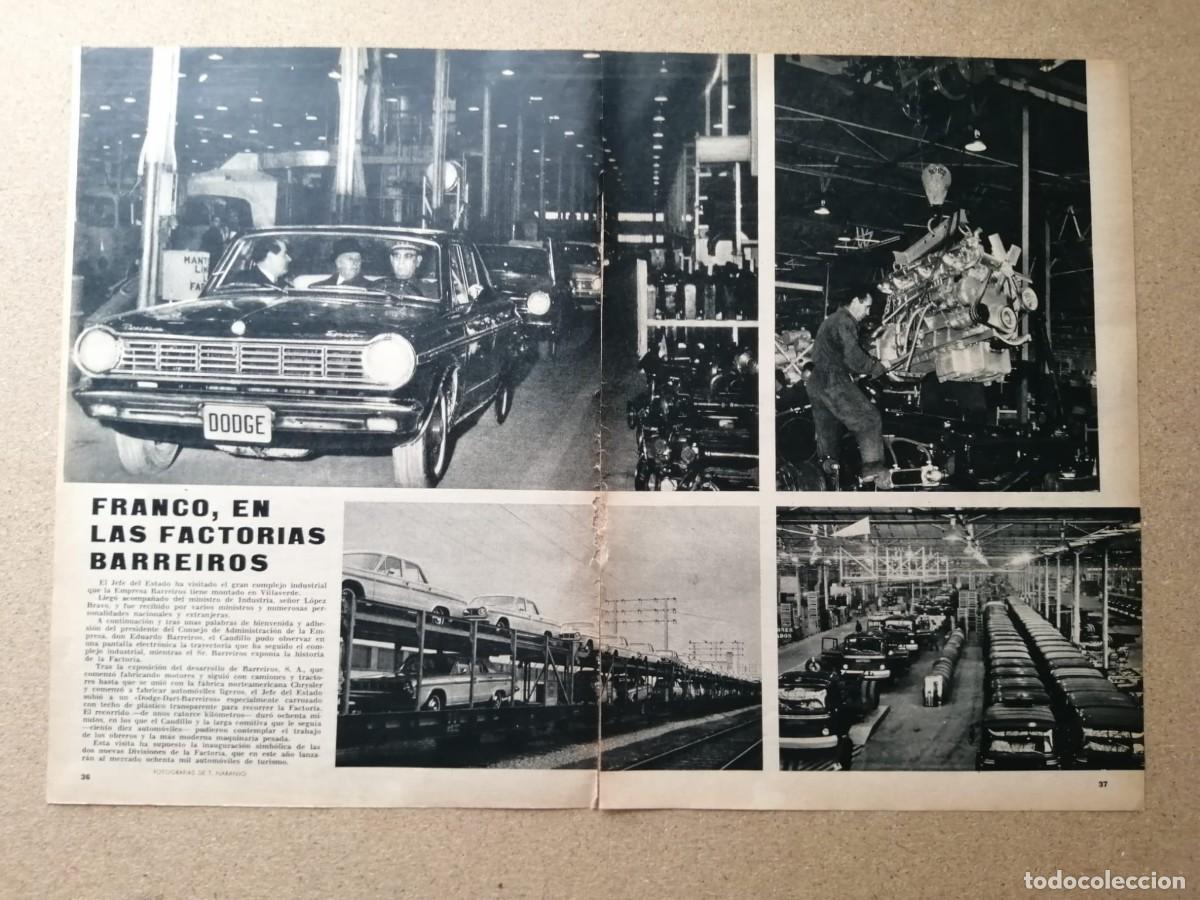 MANT
LIN
FA
DODGE
FRANCO, EN
LAS FACTORIAS
BARREIROS
El Jefe del Estado ha visitado el gran complejo industrial
que la Empresa Barreiros tiene montado en Villaverde.
Llegó acompañado del ministro de Industria, señor López
Bravo, y fue recibido por varios ministros y numerosas per-
sonalidades nacionales y extranjeras.
A continuación y tras unas palabras de bienvenida y adhe-
sión del presidente del Consejo de Administración de la Em-
presa, don Eduardo Barreiros, el Caudillo pudo observar en
una pantalla electrónica la trayectoria que ha seguido el com-
plejo industrial, mientras el Sr. Barreiros exponía la historia
de la Factoría.
Tras la exposición del desarrollo de Barreiros, S. A., que
comenzó fabricando motores y siguió con camiones y tracto-
res hasta que se unió con la fábrica norteamericana Chrysler
y comenzó a fabricar automóviles ligeros, el Jefe del Estado
subió a un «Dodge-Dart-Barreiros» especialmente carrozado
con techo de plástico transparente para recorrer la Factoría.
El recorrido —de unos catorce kilómetros— duró ochenta mi-
nutos, en los que el Caudillo y la larga comitiva que le seguía
—ciento diez automóviles— pudieron contemplar el trabajo
de los obreros y la más moderna maquinaria pesada.
Esta visita ha supuesto la inauguración simbólica de las
dos nuevas Divisiones de la Factoría, que en este año lanza-
rán al mercado ochenta mil automóviles de turismo.
36
FOTOGRAFIAS DE T. NARANJO
37
todocoleccion